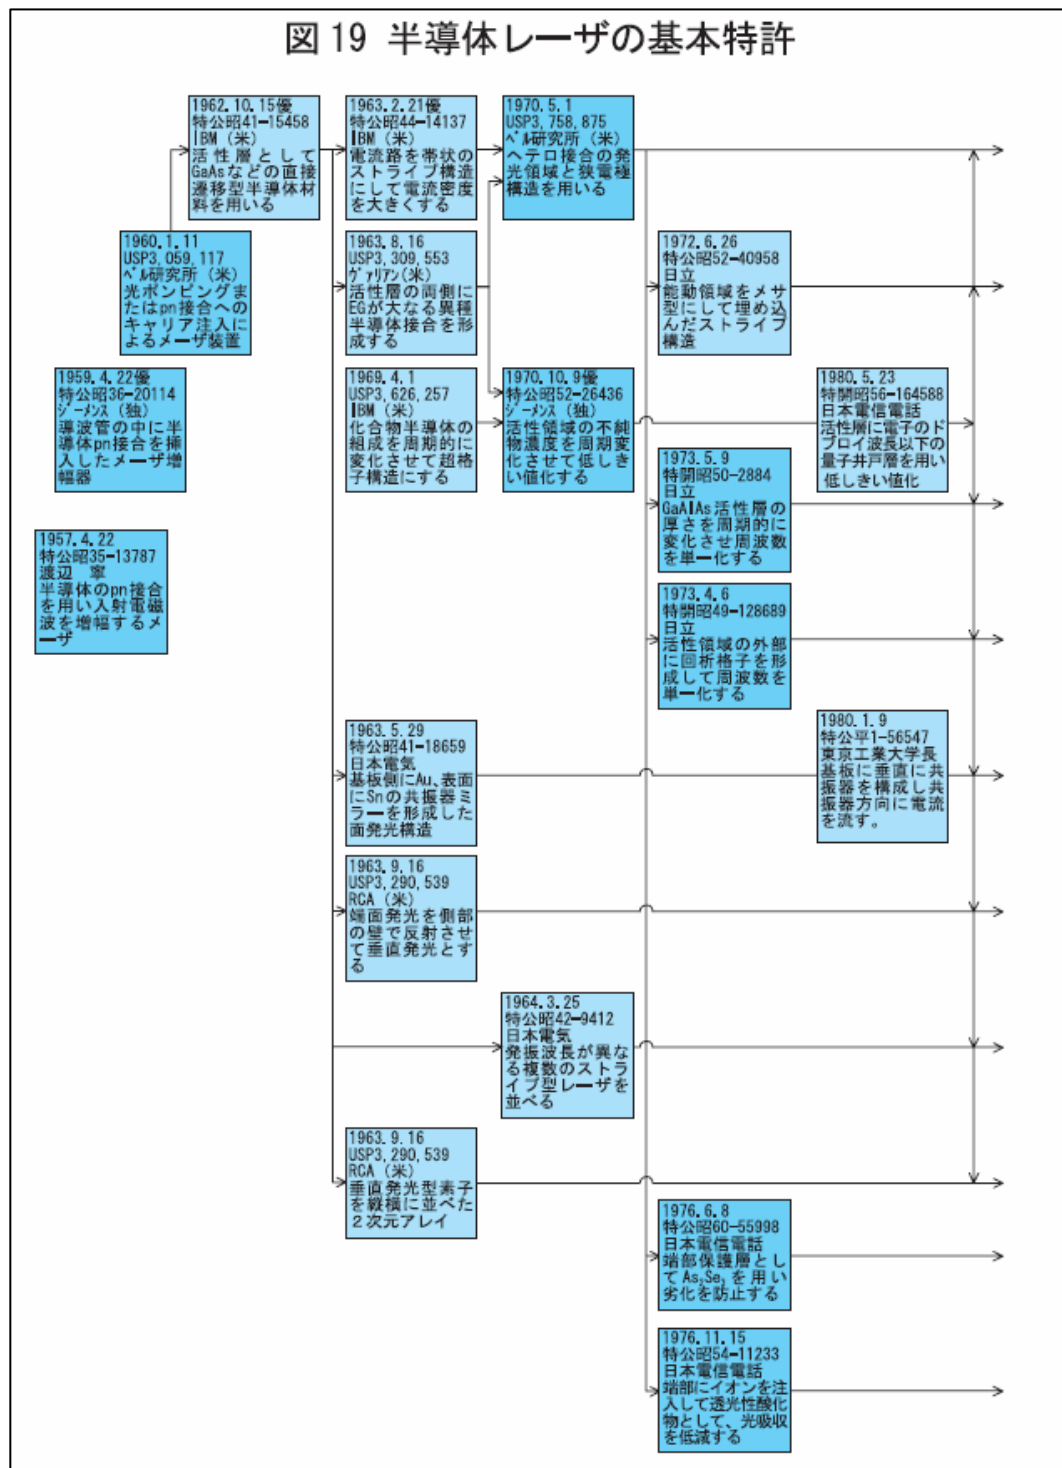 図19 半導体レーザの基本特許
1962.10.15優
特公昭41-15458
IBM(米)
活性層として
GaAsなどの直接
遷移型半導体材
料を用いる
1963.2.21優
特公昭44-14137
IBM(米)
電流路を帯状の
ストライプ構造
にして電流密度
を大きくする
1970.5.1
USP3,758,875
ベル研究所(米)
ヘテロ接合の発
光領域と狭電極
構造を用いる
1960.1.11
USP3,059,117
ベル研究所(米)
光ポンピングま
たはpn接合への
キャリア注入に
よるメーザ装置
1963.8.16
USP3,309,553
ヴァリアン(米)
活性層の両側に
EGが大なる異種
半導体接合を形
成する
1972.6.26
特公昭52-40958
日立
能動領域をメサ
型にして埋め込
んだストライプ
構造
1959.4.22優
特公昭36-20114
ジーメンス(独)
導波管の中に半
導体pn接合を挿
入したメーザ増
幅器
1969.4.1
USP3,626,257
IBM(米)
化合物半導体の
組成を周期的に
変化させて超格
子構造にする
1970.10.9優
特公昭52-26436
ジーメンス(独)
活性領域の不純
物濃度を周期変
化させて低しき
い値化する
1980.5.23
特開昭56-164588
日本電信電話
活性層に電子のド
ブロイ波長以下の
量子井戸層を用い
低しきい値化
1973.5.9
特開昭50-2884
日立
GaAlAs活性層の
厚さを周期的に
変化させ周波数
を単一化する
1957.4.22
特公昭35-13787
渡辺 寧
半導体のpn接合
を用い入射電磁
波を増幅するメ
ーザ
1973.4.6
特開昭49-128689
日立
活性領域の外部
に回析格子を形
成して周波数を
単一化する
1963.5.29
特公昭41-18659
日本電気
基板側にAu、表面
にSnの共振器ミ
ラーを形成した
面発光構造
1980.1.9
特公平1-56547
東京工業大学長
基板に垂直に共
振器を構成し共
振器方向に電流
を流す。
1963.9.16
USP3,290,539
RCA(米)
端面発光を側部
の壁で反射させ
て垂直発光とす
る
1964.3.25
特公昭42-9412
日本電気
発振波長が異な
る複数のストラ
イプ型レーザを
並べる
1963.9.16
USP3,290,539
RCA(米)
垂直発光型素子
を縦横に並べた
2次元アレイ
1976.6.8
特公昭60-55998
日本電信電話
端部保護層とし
てAs₂Se₃を用い
劣化を防止する
1976.11.15
特公昭54-11233
日本電信電話
端部にイオンを注
入して透光性酸化
物として、光吸収
を低減する